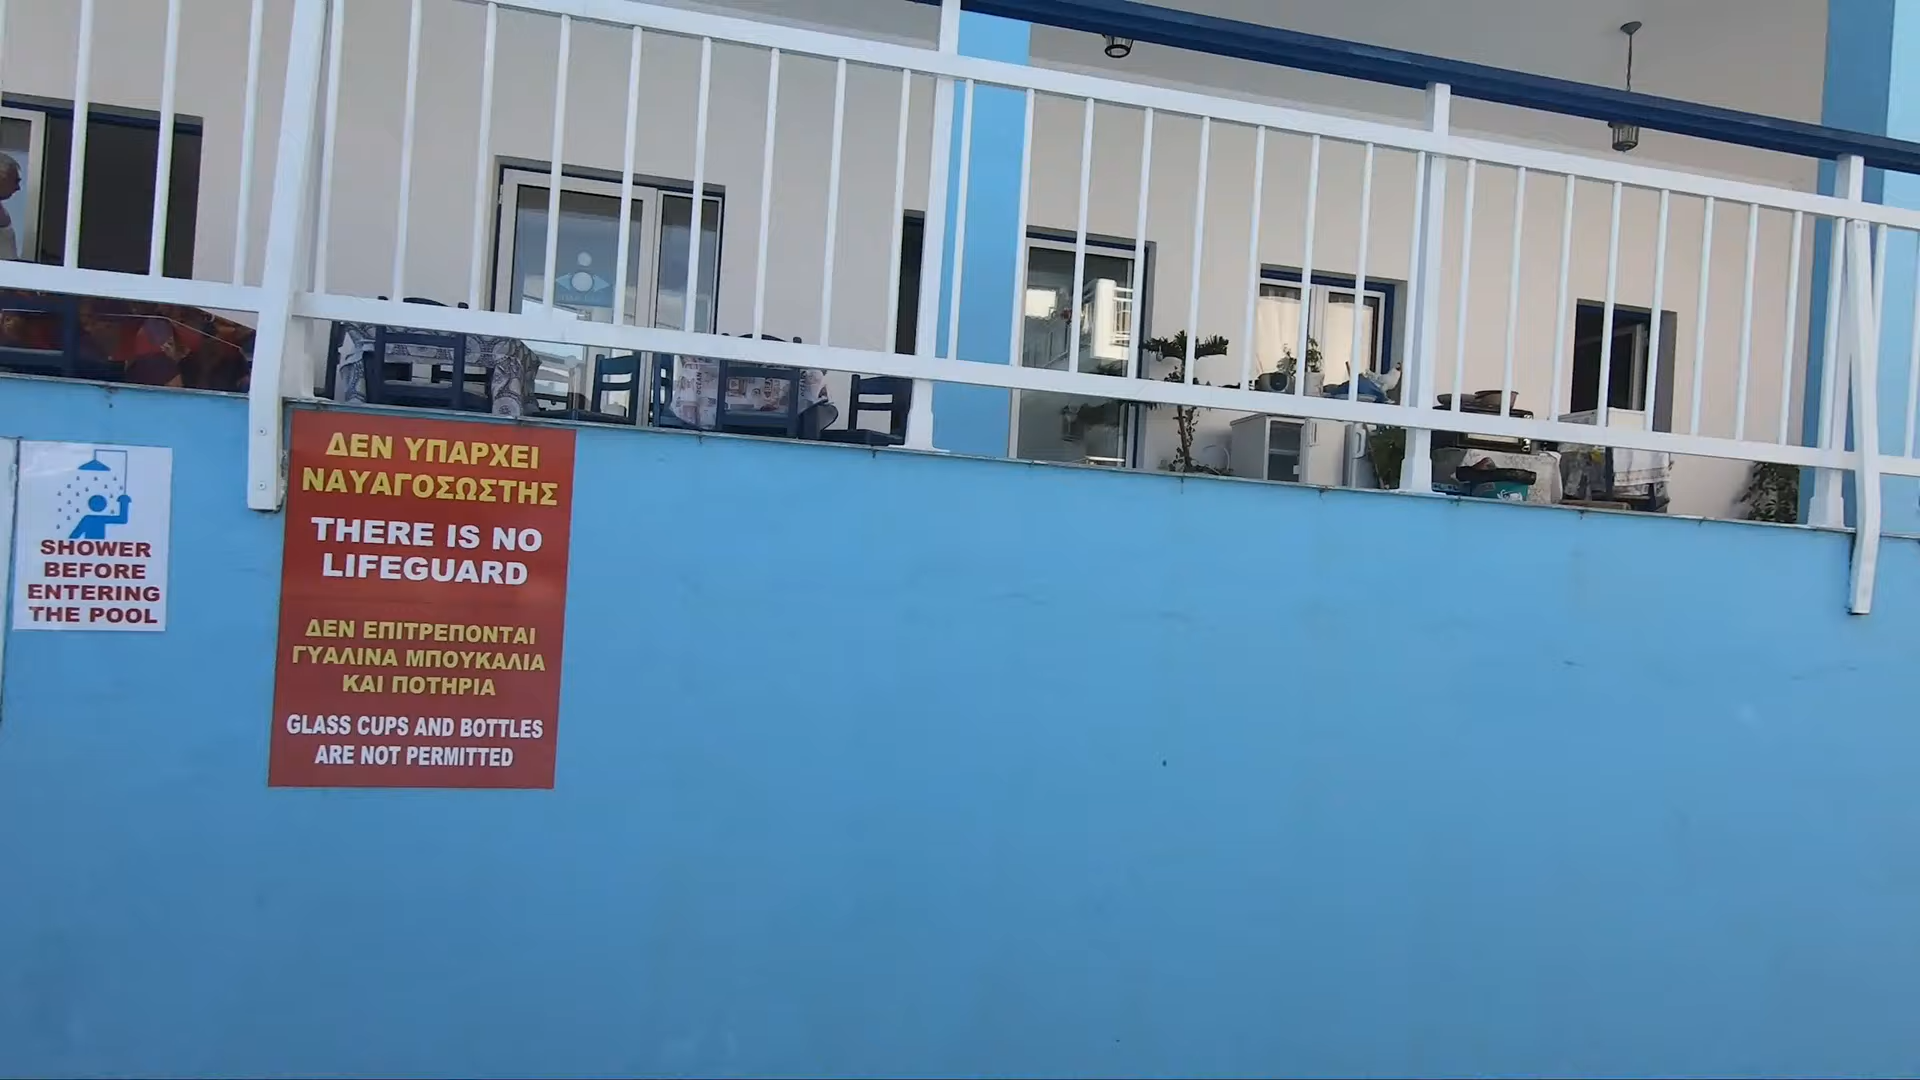 SHOWER
BEFORE
ENTERING
THE POOL
ΔΕΝ ΥΠΑΡΧΕΙ
ΝΑΥΑΓΟΣΩΣΤΗΣ
THERE IS NO
LIFEGUARD
ΔΕΝ ΕΠΙΤΡΕΠΟΝΤΑΙ
ΓΥΑΛΙΝΑ ΜΠΟΥΚΑΛΙΑ
ΚΑΙ ΠΟΤΗΡΙΑ
GLASS CUPS AND BOTTLES
ARE NOT PERMITTED